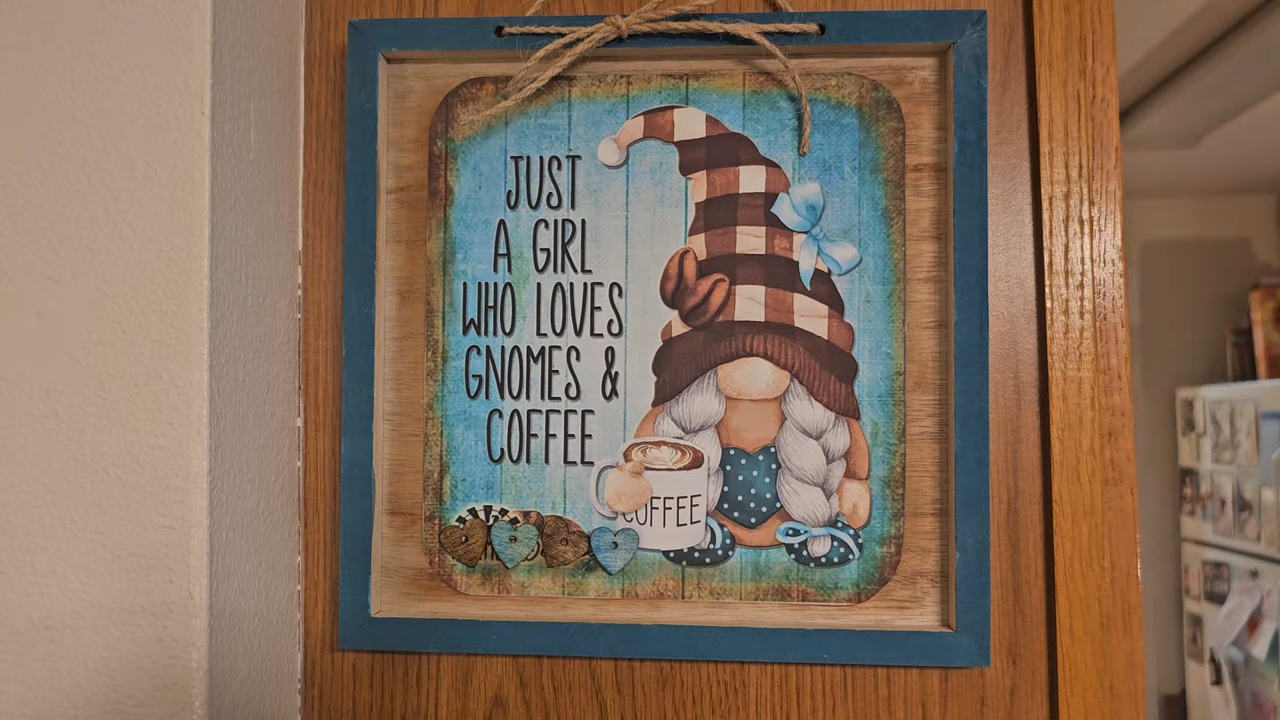 JUST
A GIRL
WHO LOVES
GNOMES &
COFFEE
COFFEE